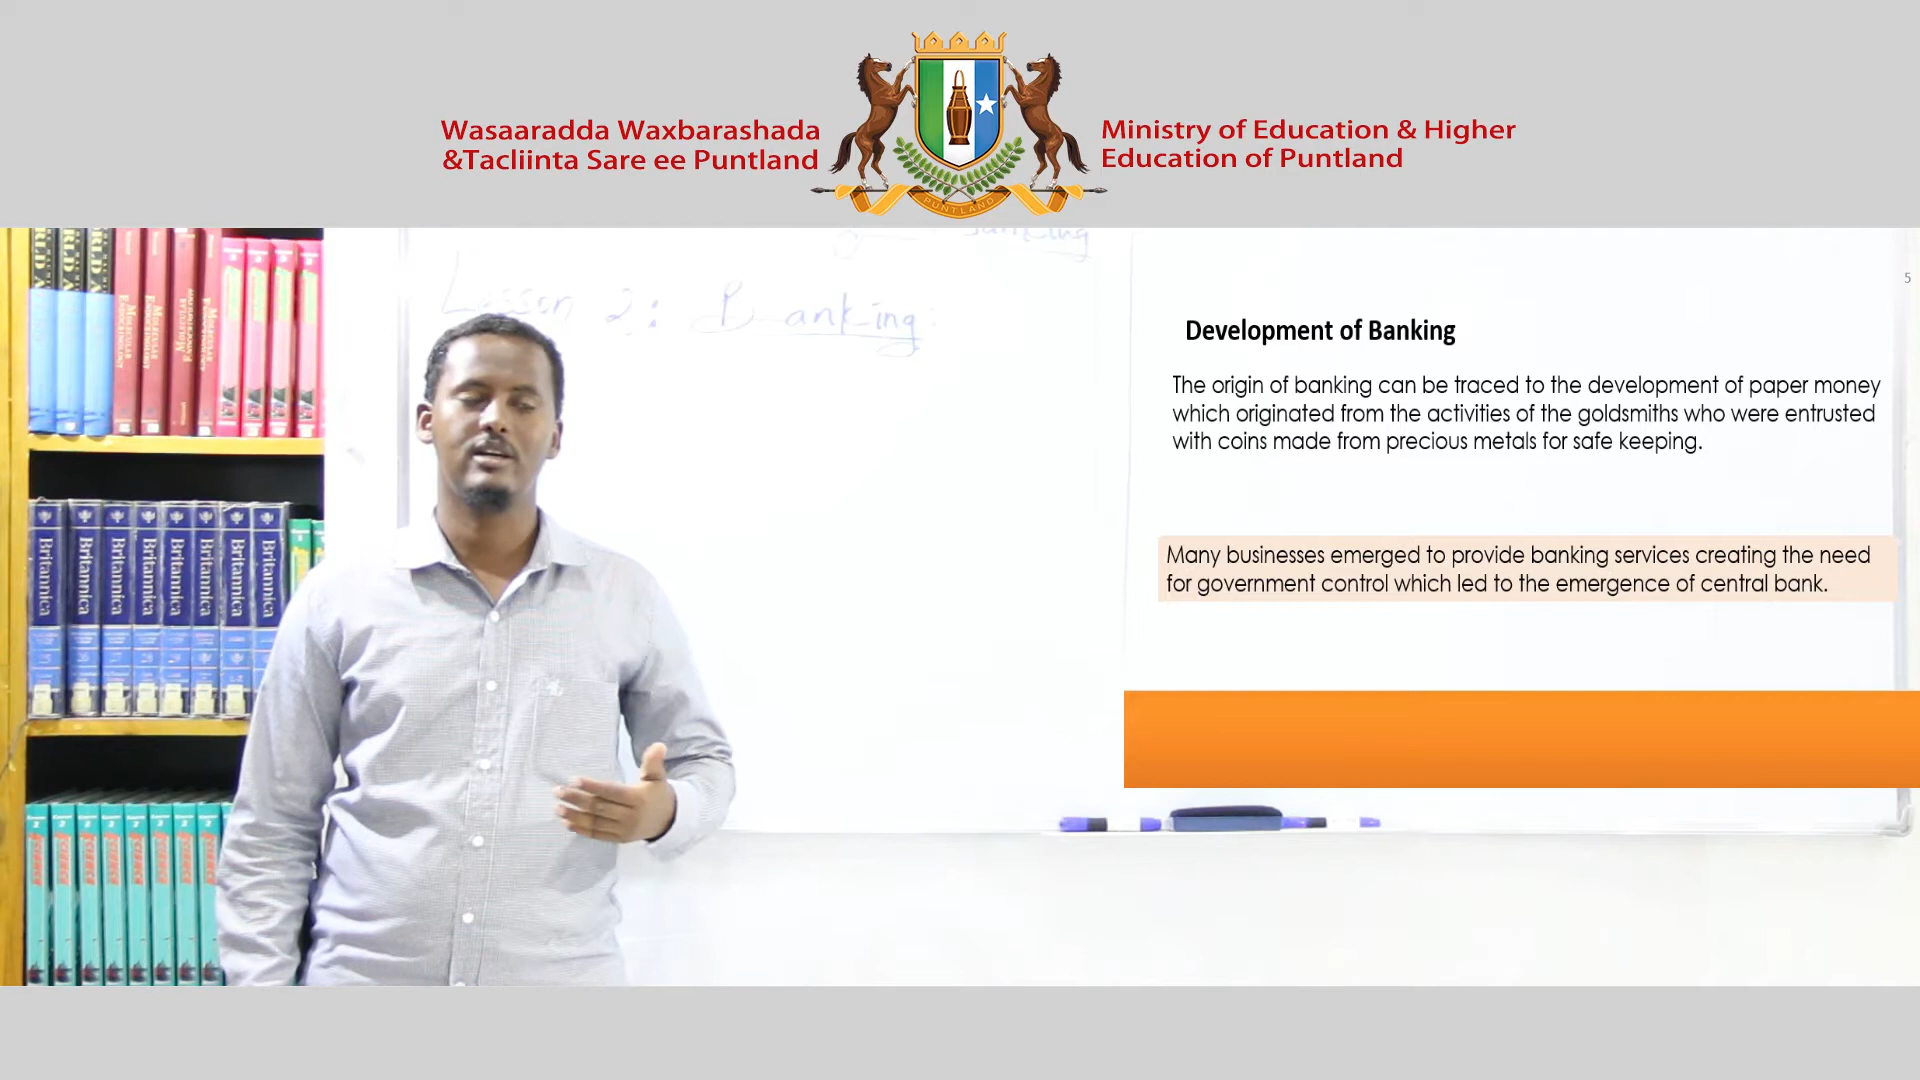 Wasaaradda Waxbarashada
&Tacliinta Sare ee Puntland
PUNTLAND
Ministry of Education & Higher
Education of Puntland
Lesson 2: Banking:
5
Development of Banking
The origin of banking can be traced to the development of paper money
which originated from the activities of the goldsmiths who were entrusted
with coins made from precious metals for safe keeping.
Many businesses emerged to provide banking services creating the need
for government control which led to the emergence of central bank.
Britannica
Britannica
Britannica
Britannica
Britannica
Britannica
Britannica
Britannica